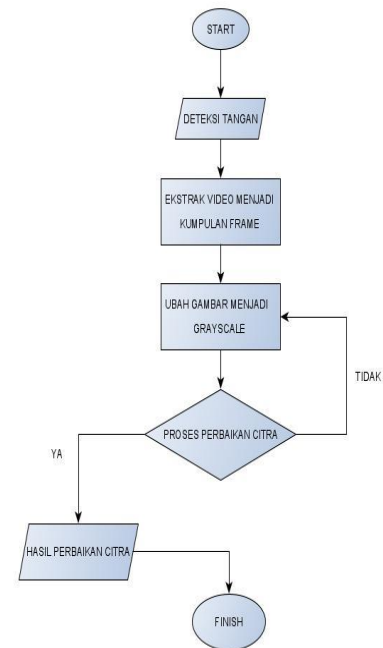 START
DETEKSI TANGAN
EKSTRAK VIDEO MENJADI
KUMPULAN FRAME
UBAH GAMBAR MENJADI
GRAYSCALE
TIDAK
PROSES PERBAIKAN CITRA
YA
HASIL PERBAIKAN CITRA
FINISH